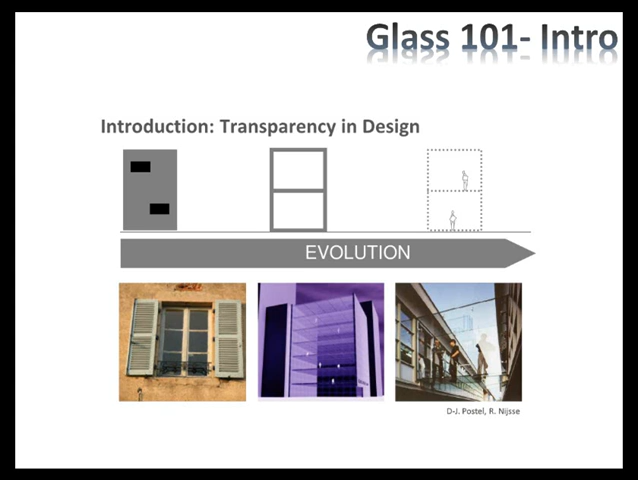 Glass 101- Intro
Introduction: Transparency in Design
EVOLUTION
D-J. Postel, R. Nijsse